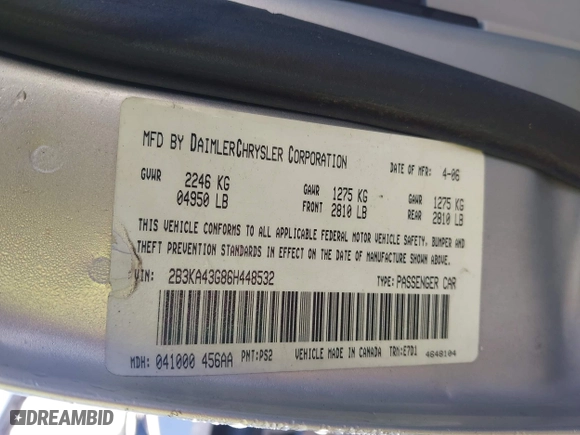 MFD BY DAIMLERCHRYSLER CORPORATION
DATE OF MFR: 4-06
GVWR 2246 KG 04950 LB
GAWR FRONT 1275 KG 2810 LB
GAWR REAR 1275 KG 2810 LB
THIS VEHICLE CONFORMS TO ALL APPLICABLE FEDERAL MOTOR VEHICLE SAFETY, BUMPER AND
THEFT PREVENTION STANDARDS IN EFFECT ON THE DATE OF MANUFACTURE SHOWN ABOVE.
VIN: 2B3KA43G86H448532 TYPE: PASSENGER CAR
MDH: 041000 456AA PNT: PS2 VEHICLE MADE IN CANADA TRM: E7D1 4648104
DREAMBID